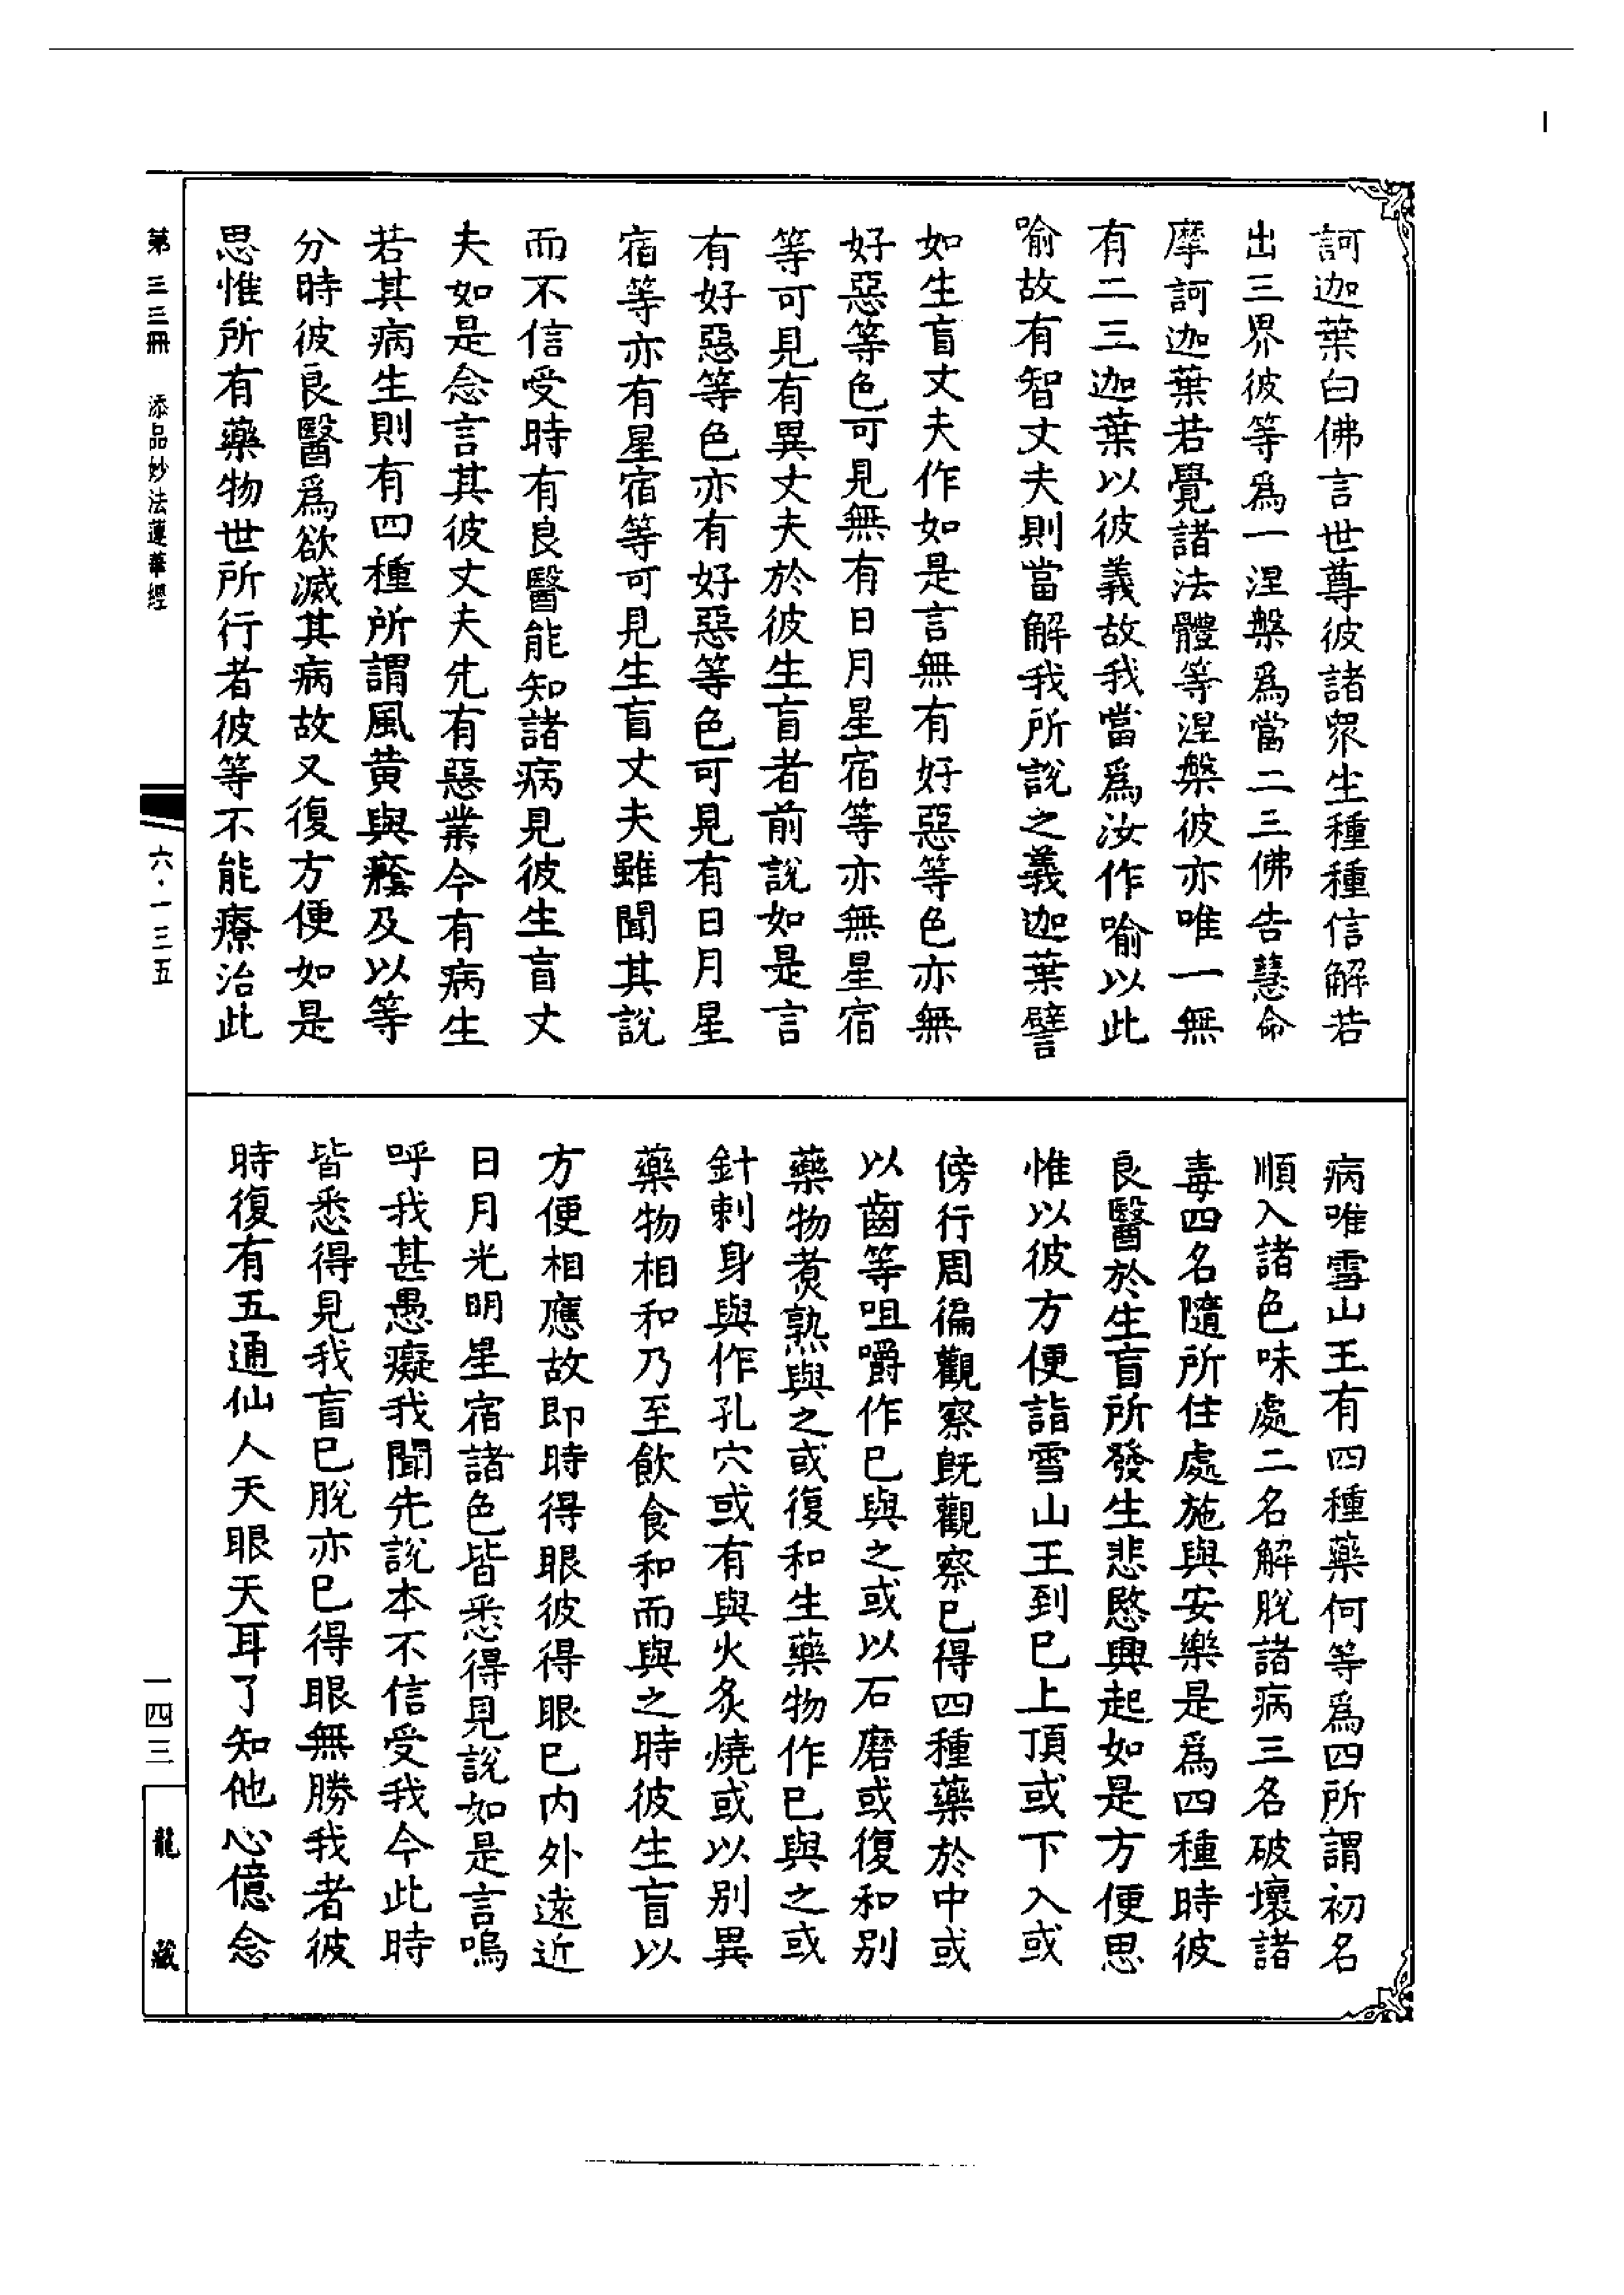 訶迦葉白佛言世尊彼諸衆生種種信解若
出三界彼等爲一涅槃爲當二三佛告慧命
摩訶迦葉若覺諸法體等涅槃彼亦唯一無
有二三迦葉以彼義故我當爲汝作喻以此
喻故有智丈夫則當解我所說之義迦葉譬
如生盲丈夫作如是言無有好惡等色亦無
好惡等色可見無有日月星宿等亦無星宿
等可見有異丈夫於彼生盲者前說如是言
有好惡等色亦有好惡等色可見有日月星
宿等亦有星宿等可見生盲丈夫雖聞其說
而不信受時有良醫能知諸病見彼生盲丈
夫如是念言其彼丈夫先有惡業今有病生
若其病生則有四種所謂風黄與癊及以等
分時彼良醫爲欲滅其病故又復方便如是
思惟所有藥物世所行者彼等不能療治此
病唯雪山王有四種藥何等爲四所謂初名
順入諸色味處二名解脫諸病三名破壞諸
毒四名隨所住處施與安樂是爲四種時彼
良醫於生盲所發生悲愍興起如是方便思
惟以彼方便詣雪山王到已上頂或下入或
傍行周徧觀察既觀察已得四種藥於中或
以齒等咀嚼作已與之或以石磨或復和別
藥物煮熟與之或復和生藥物作已與之或
針刺身與作孔穴或有與火炙燒或以別異
藥物相和乃至飲食和而與之時彼生盲以
方便相應故即時得眼彼得眼已内外遠近
日月光明星宿諸色皆悉得見說如是言嗚
呼我甚愚癡我聞先說本不信受我今此時
皆悉得見我盲已脫亦已得眼無勝我者彼
時復有五通仙人天眼天耳了知他心憶念
第三三冊 添品妙法蓮華經
六·一三五
一四三
龍藏